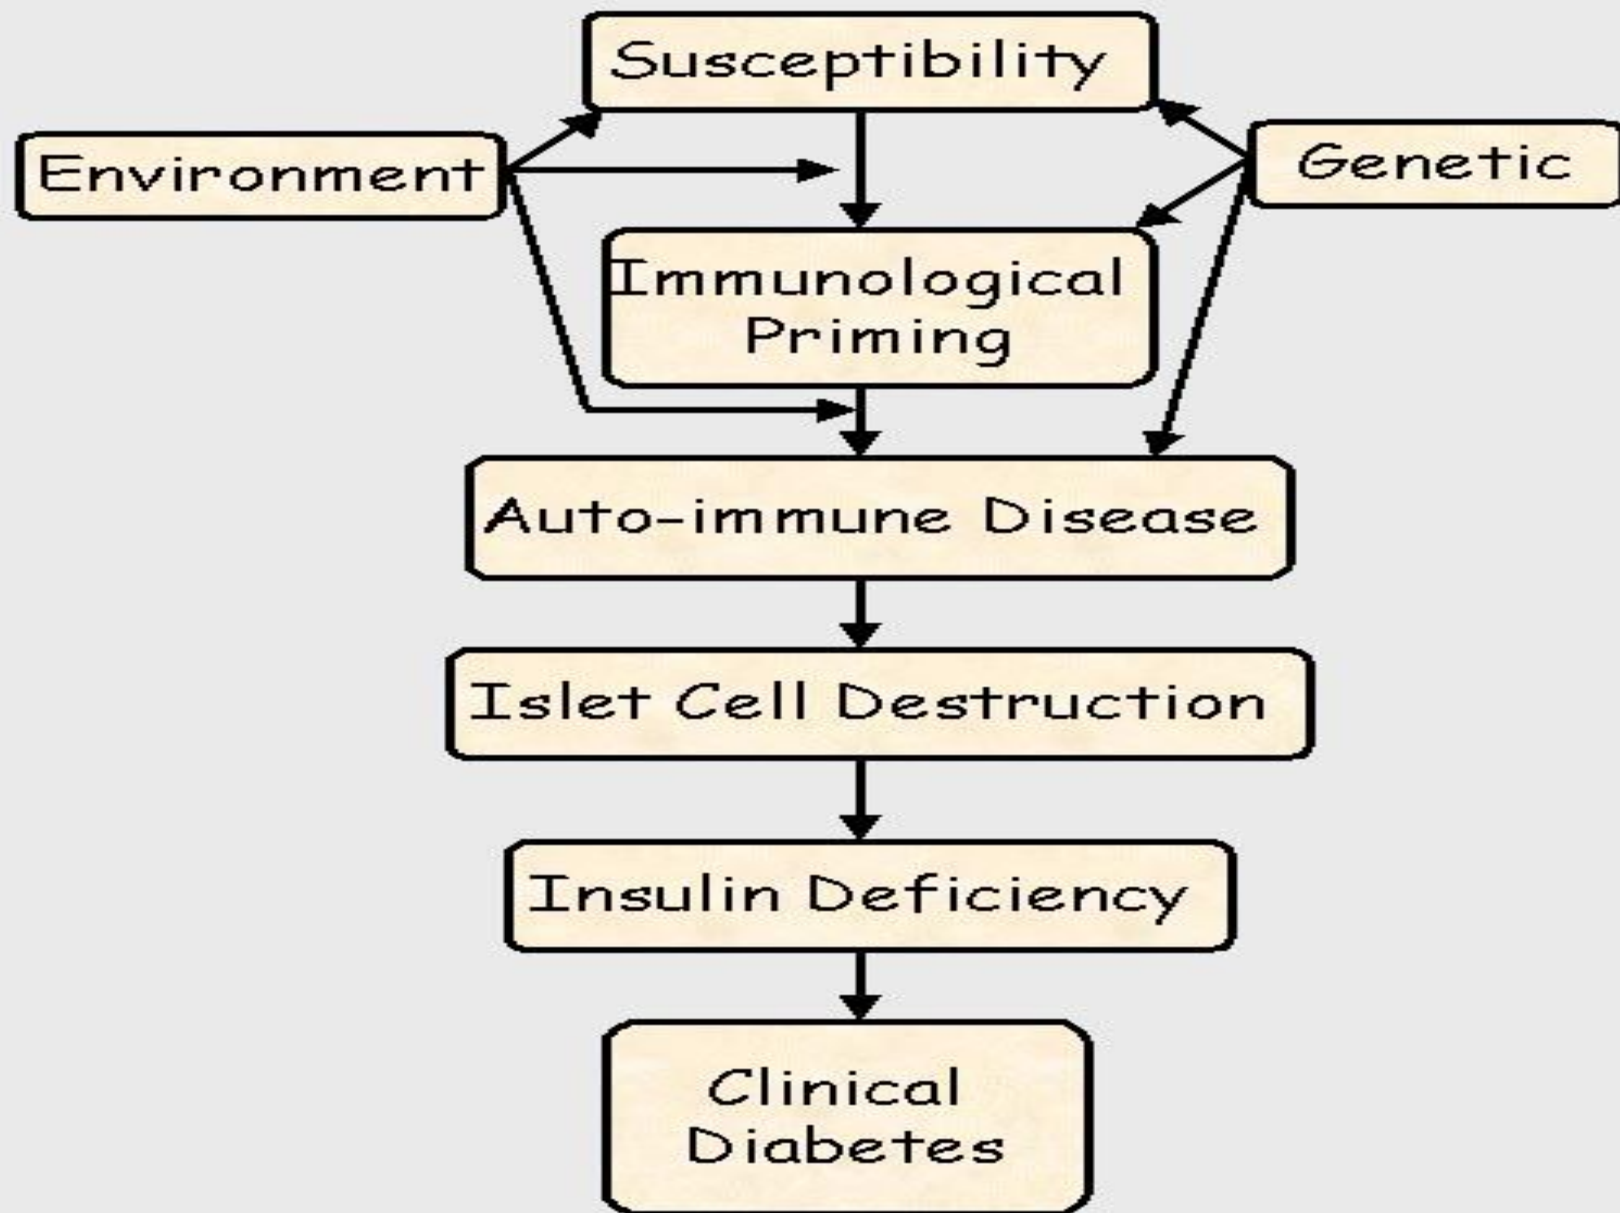 Susceptibility
Environment
Genetic
Immunological
Priming
Auto-immune Disease
Islet Cell Destruction
Insulin Deficiency
Clinical
Diabetes